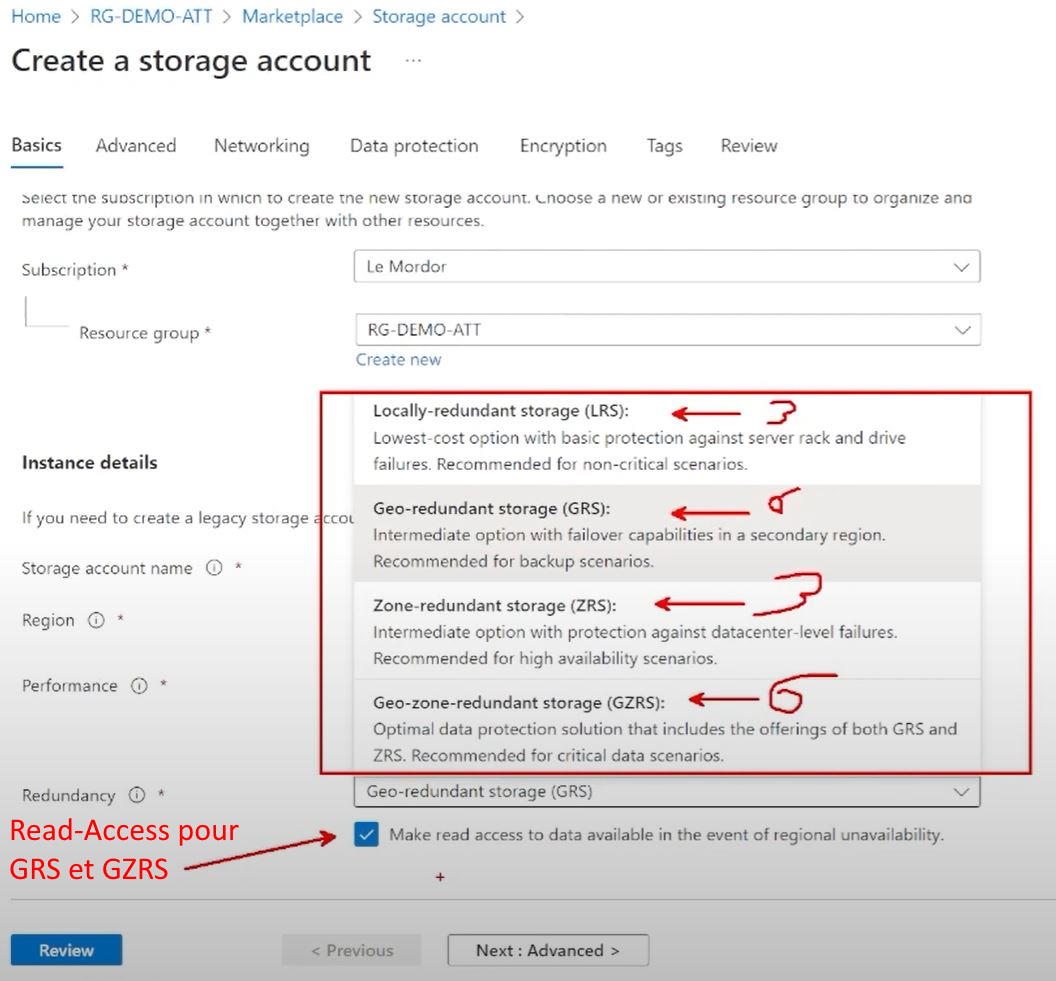 Home > RG-DEMO-ATT > Marketplace > Storage account >
Create a storage account ...
Basics Advanced Networking Data protection Encryption Tags Review
Select the subscription in which to create the new storage account. Choose a new or existing resource group to organize and
manage your storage account together with other resources.
Subscription * Le Mordor
Resource group * RG-DEMO-ATT
Create new
Locally-redundant storage (LRS): 3
Lowest-cost option with basic protection against server rack and drive
failures. Recommended for non-critical scenarios.
Instance details
Geo-redundant storage (GRS): 6
If you need to create a legacy storage accou
Intermediate option with failover capabilities in a secondary region.
Recommended for backup scenarios.
Storage account name *
Zone-redundant storage (ZRS): 3
Region *
Intermediate option with protection against datacenter-level failures.
Recommended for high availability scenarios.
Performance *
Geo-zone-redundant storage (GZRS): 6
Optimal data protection solution that includes the offerings of both GRS and
ZRS. Recommended for critical data scenarios.
Redundancy * Geo-redundant storage (GRS)
Read-Access pour
GRS et GZRS
Make read access to data available in the event of regional unavailability.
Review < Previous Next : Advanced >